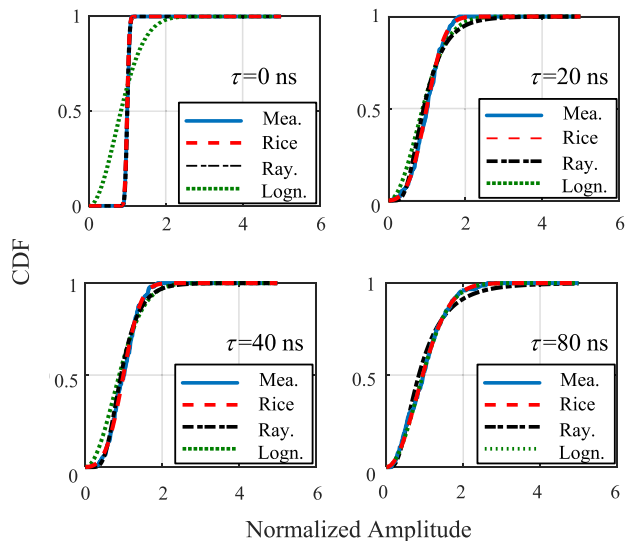 1
τ=0 ns
0.5
Mea.
Rice
Ray.
Logn.
0
0 2 4 6
1
τ=20 ns
0.5
Mea.
Rice
Ray.
Logn.
0
0 2 4 6
CDF
1
τ=40 ns
0.5
Mea.
Rice
Ray.
Logn.
0
0 2 4 6
1
τ=80 ns
0.5
Mea.
Rice
Ray.
Logn.
0
0 2 4 6
Normalized Amplitude